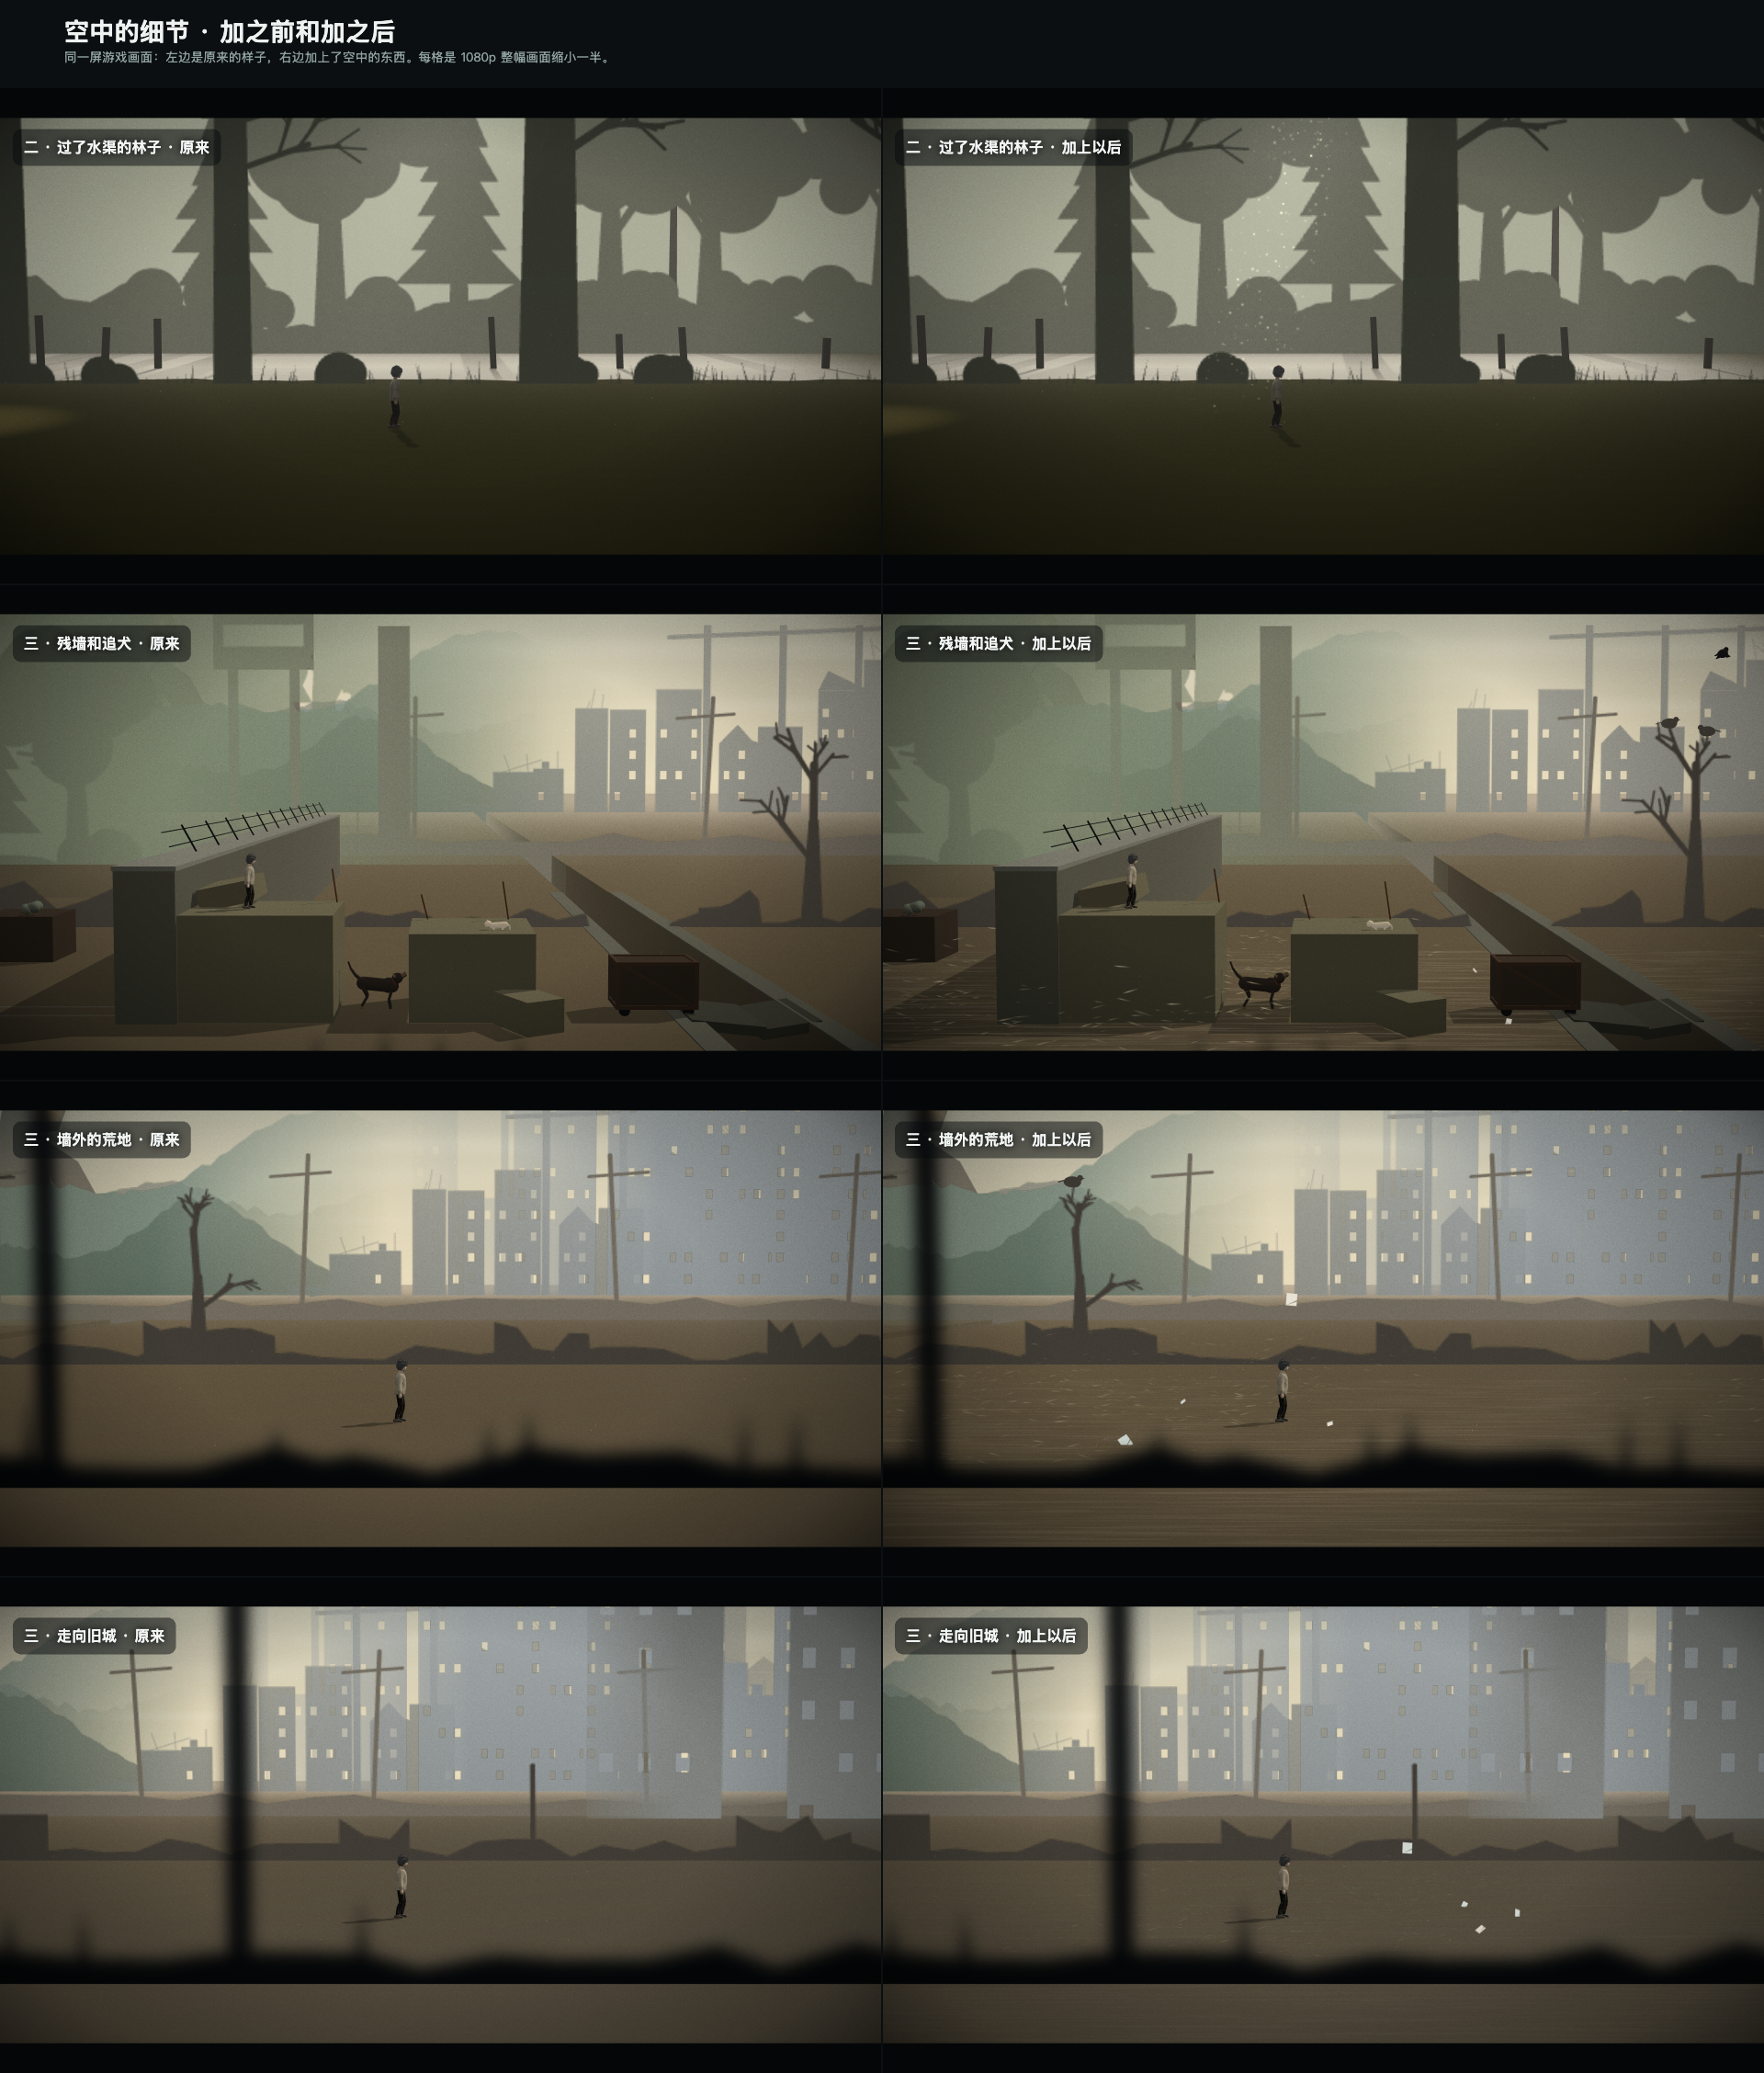 空中的细节 · 加之前和加之后
同一屏游戏画面：左边是原来的样子，右边加上了空中的东西。每格是 1080p 整幅画面缩小一半。
二 · 过了水渠的林子 · 原来
二 · 过了水渠的林子 · 加上以后
三 · 残墙和追犬 · 原来
三 · 残墙和追犬 · 加上以后
三 · 墙外的荒地 · 原来
三 · 墙外的荒地 · 加上以后
三 · 走向旧城 · 原来
三 · 走向旧城 · 加上以后